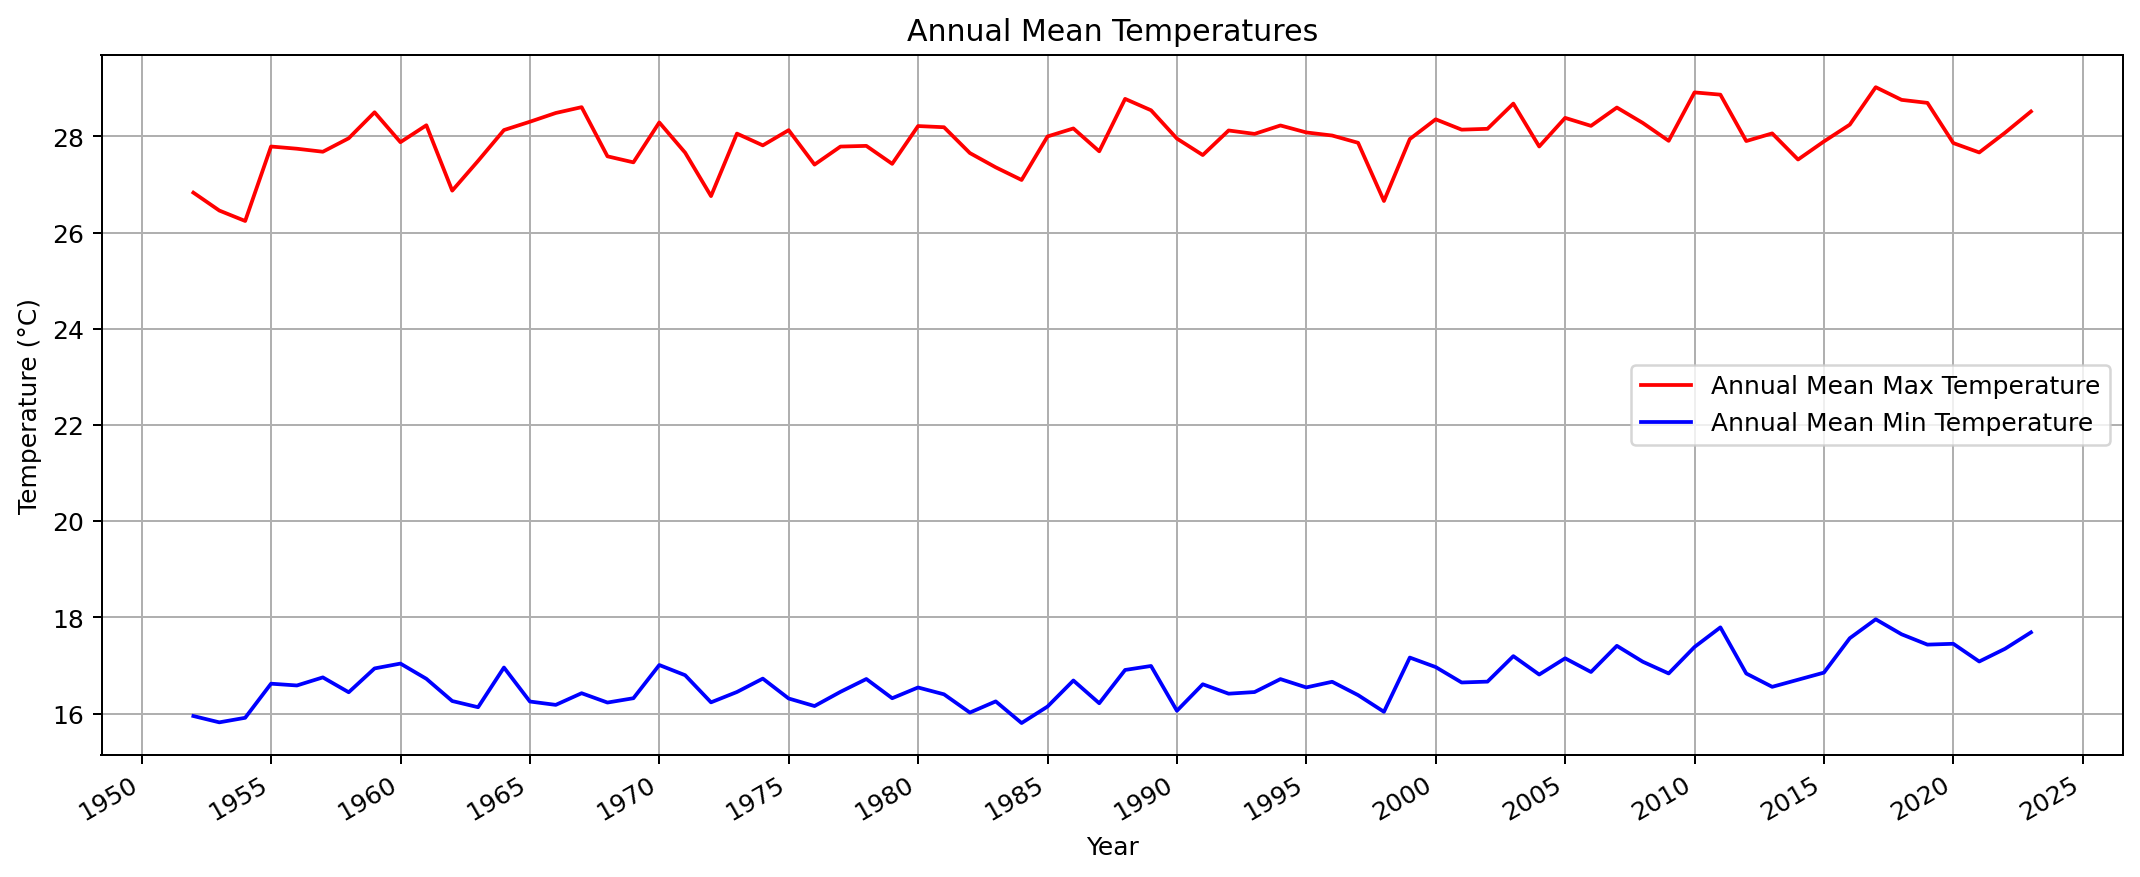 Annual Mean Temperatures
Temperature (°C)
28
26
24
22
20
18
16
Annual Mean Max Temperature
Annual Mean Min Temperature
1950 1955 1960 1965 1970 1975 1980 1985 1990 1995 2000 2005 2010 2015 2020 2025
Year